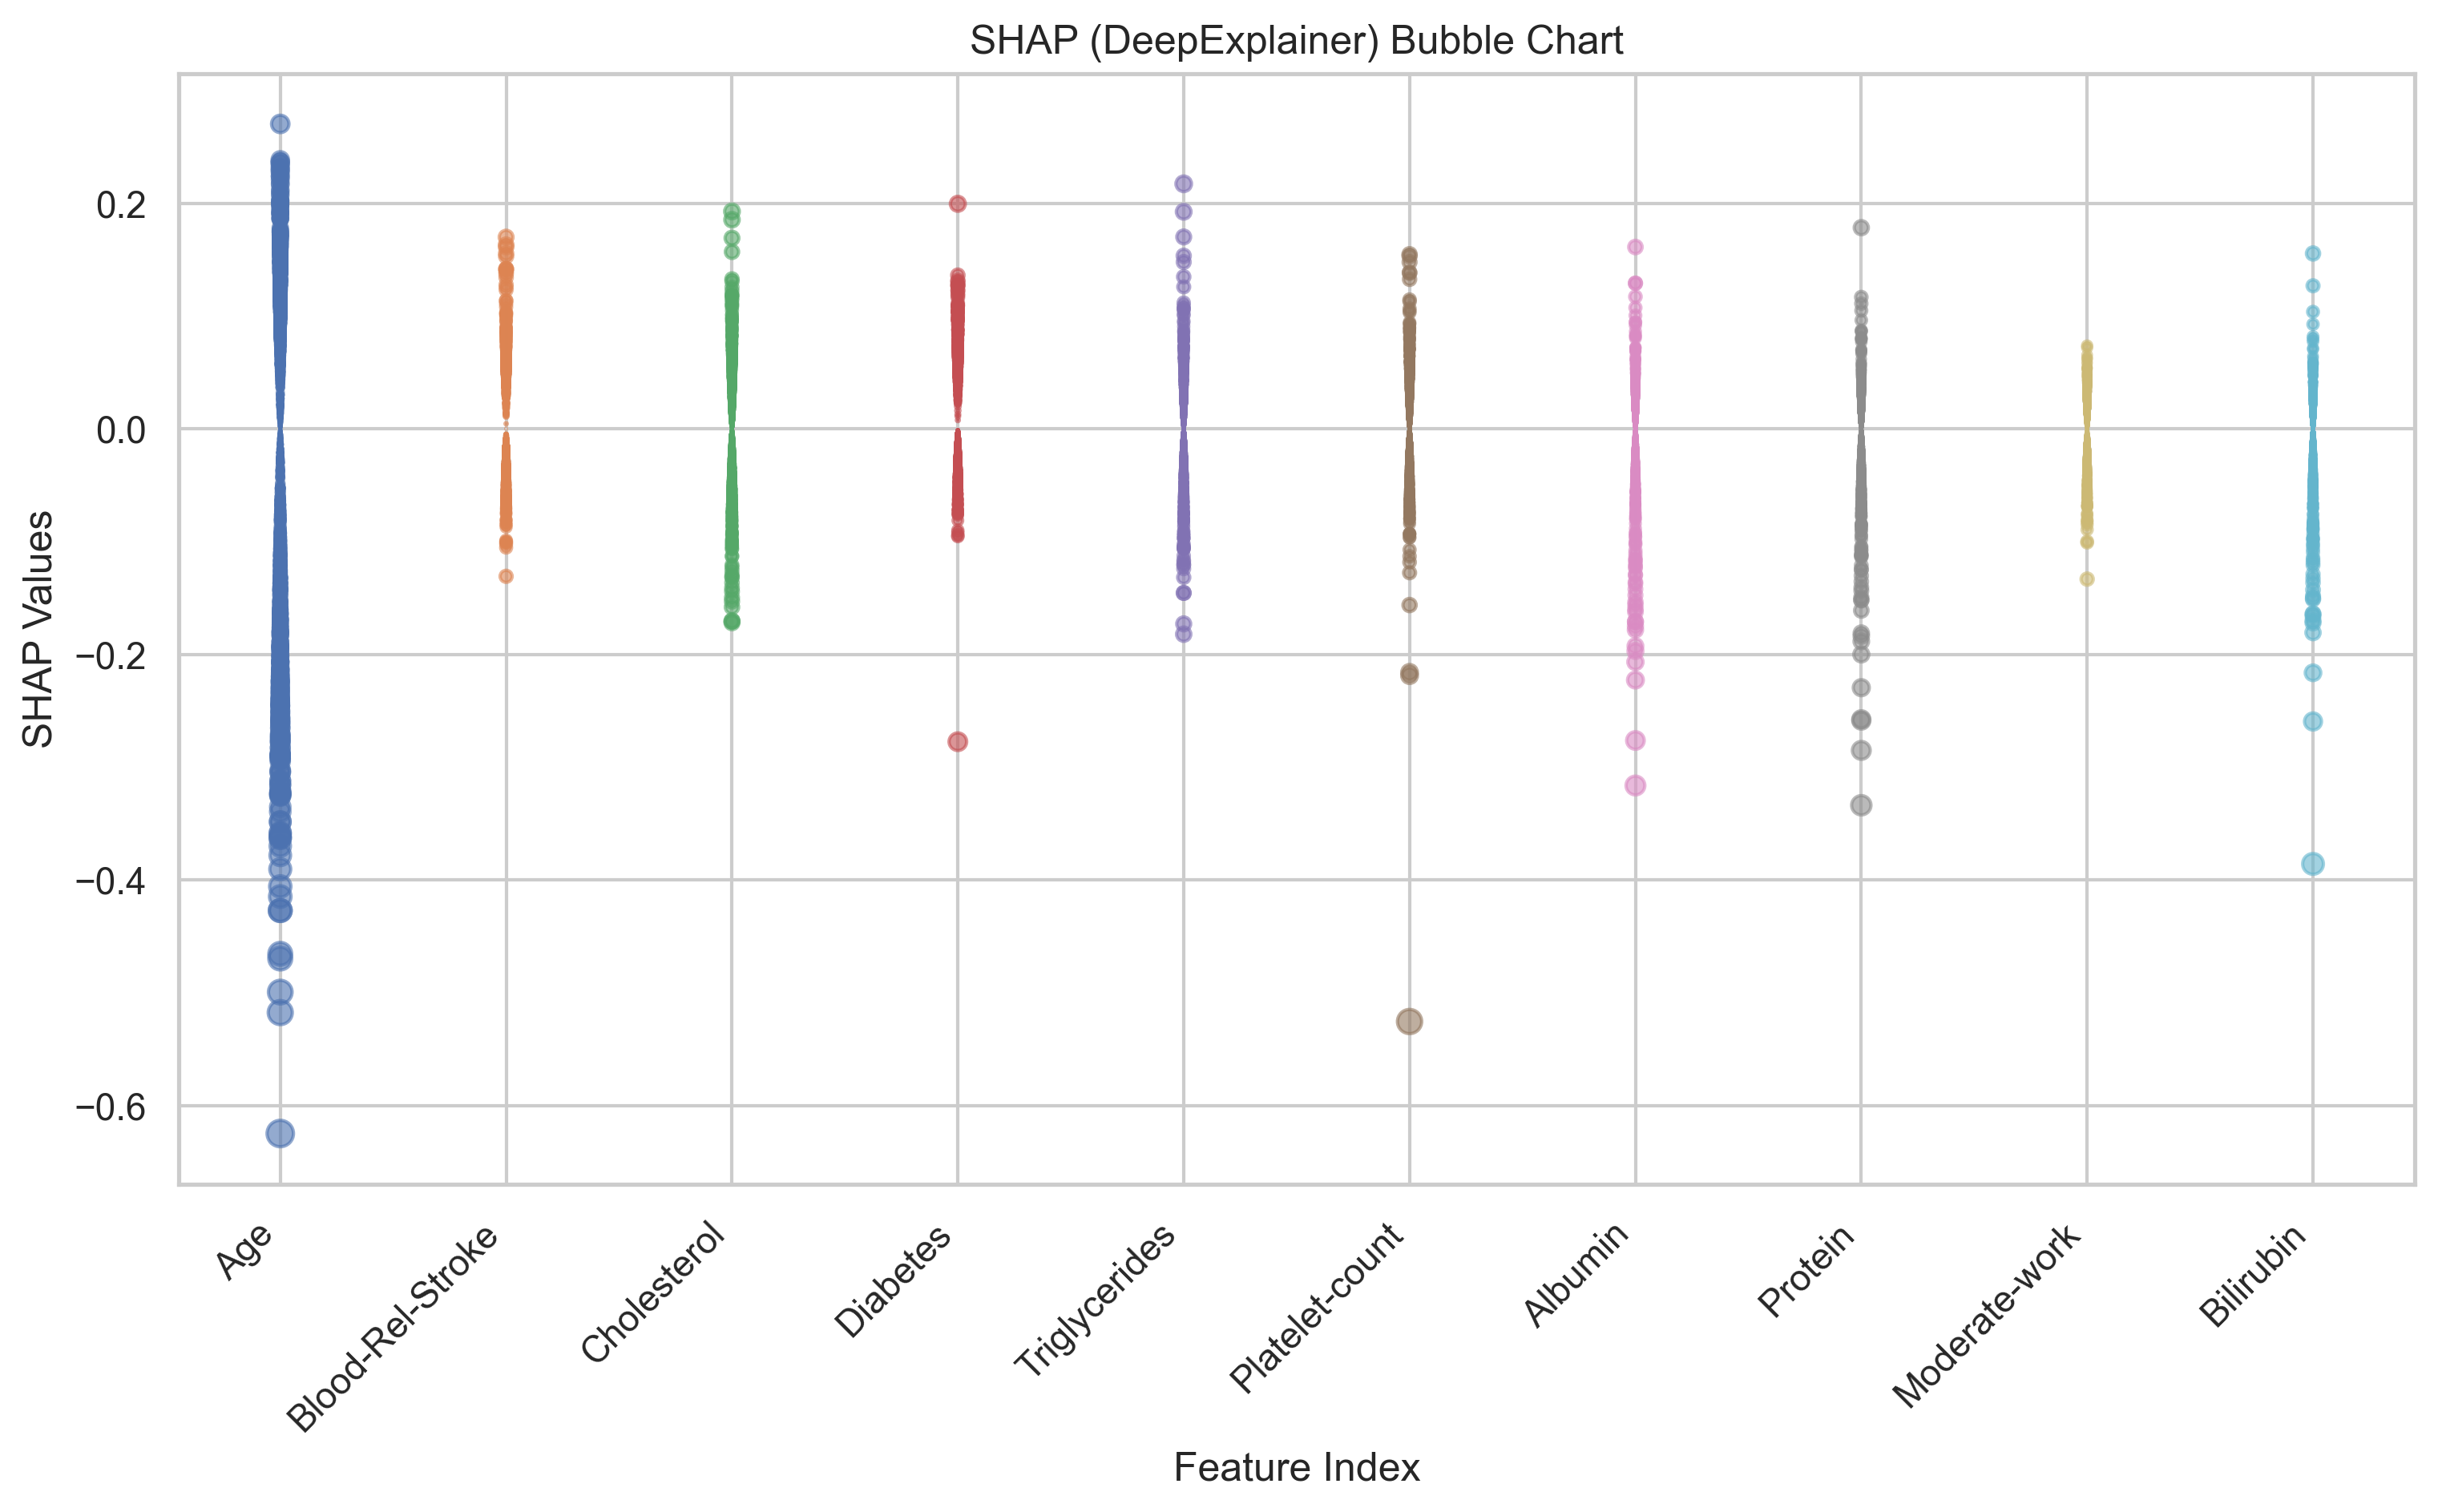 SHAP (DeepExplainer) Bubble Chart
SHAP Values
0.2
0.0
−0.2
−0.4
−0.6
Age
Blood-Rel-Stroke
Cholesterol
Diabetes
Triglycerides
Platelet-count
Albumin
Protein
Moderate-work
Bilirubin
Feature Index